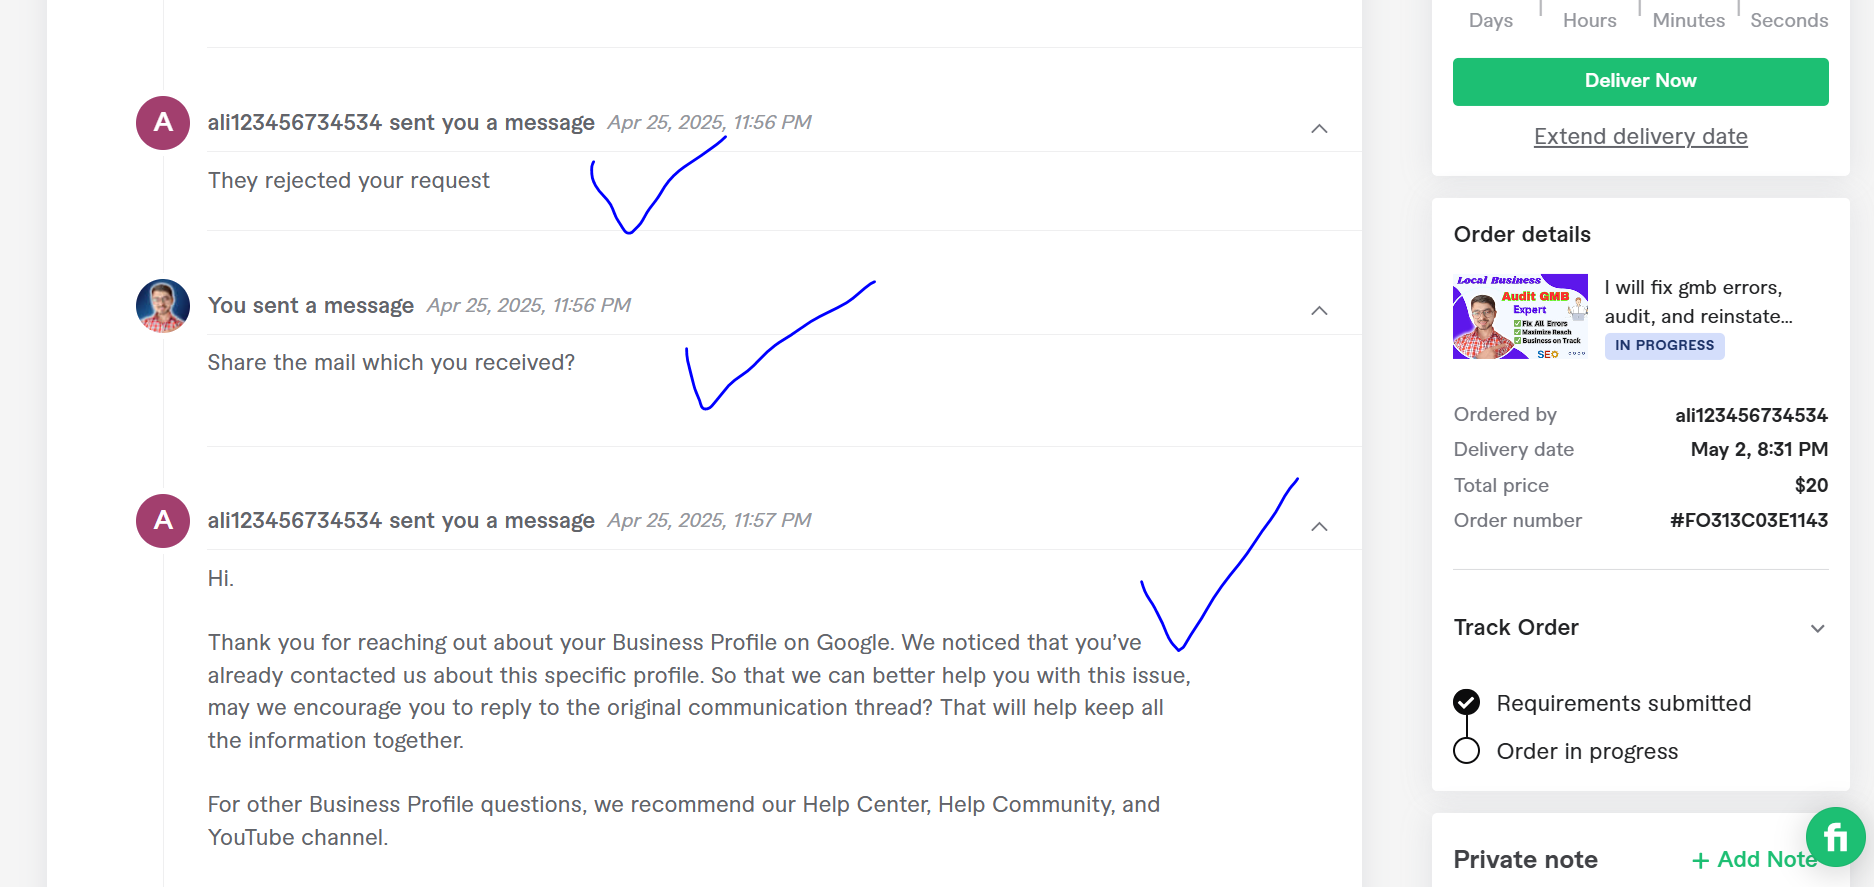 Days Hours Minutes Seconds
Deliver Now
Extend delivery date
A
ali123456734534 sent you a message Apr 25, 2025, 11:56 PM
They rejected your request
You sent a message Apr 25, 2025, 11:56 PM
Share the mail which you received?
A
ali123456734534 sent you a message Apr 25, 2025, 11:57 PM
Hi.
Thank you for reaching out about your Business Profile on Google. We noticed that you’ve
already contacted us about this specific profile. So that we can better help you with this issue,
may we encourage you to reply to the original communication thread? That will help keep all
the information together.
For other Business Profile questions, we recommend our Help Center, Help Community, and
YouTube channel.
Order details
Local Business
Audit GMB
Expert
Fix All Errors
Maximize Reach
Business on Track
SEO
I will fix gmb errors,
audit, and reinstate...
IN PROGRESS
Ordered by ali123456734534
Delivery date May 2, 8:31 PM
Total price $20
Order number #FO313C03E1143
Track Order
Requirements submitted
Order in progress
Private note + Add Note
fi